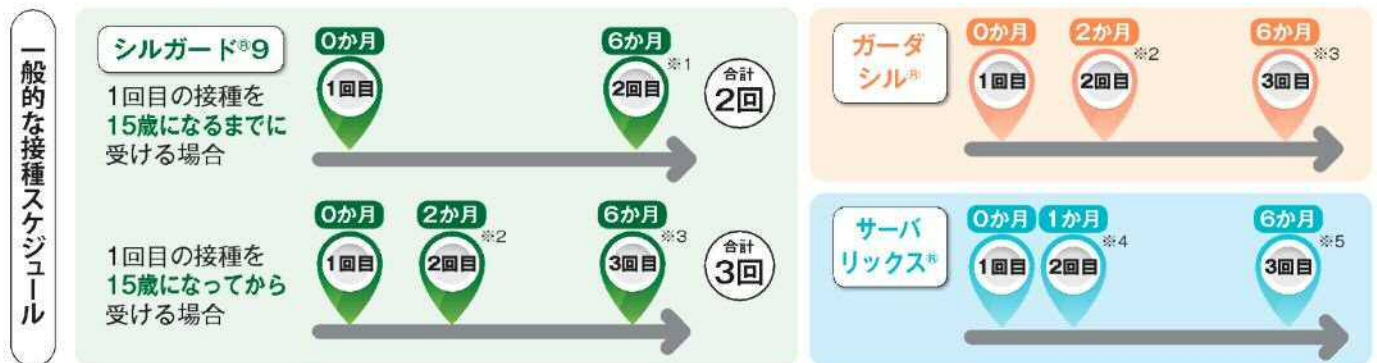 一般的な接種スケジュール
シルガード®9
1回目の接種を
15歳になるまでに
受ける場合
0か月
1回目
6か月
※1
2回目
合計
2回
1回目の接種を
15歳になってから
受ける場合
0か月
1回目
2か月
※2
2回目
6か月
※3
3回目
合計
3回
ガーダ
シル®
0か月
1回目
2か月
※2
2回目
6か月
※3
3回目
サーバ
リックス®
0か月
1回目
1か月
※4
2回目
6か月
※5
3回目